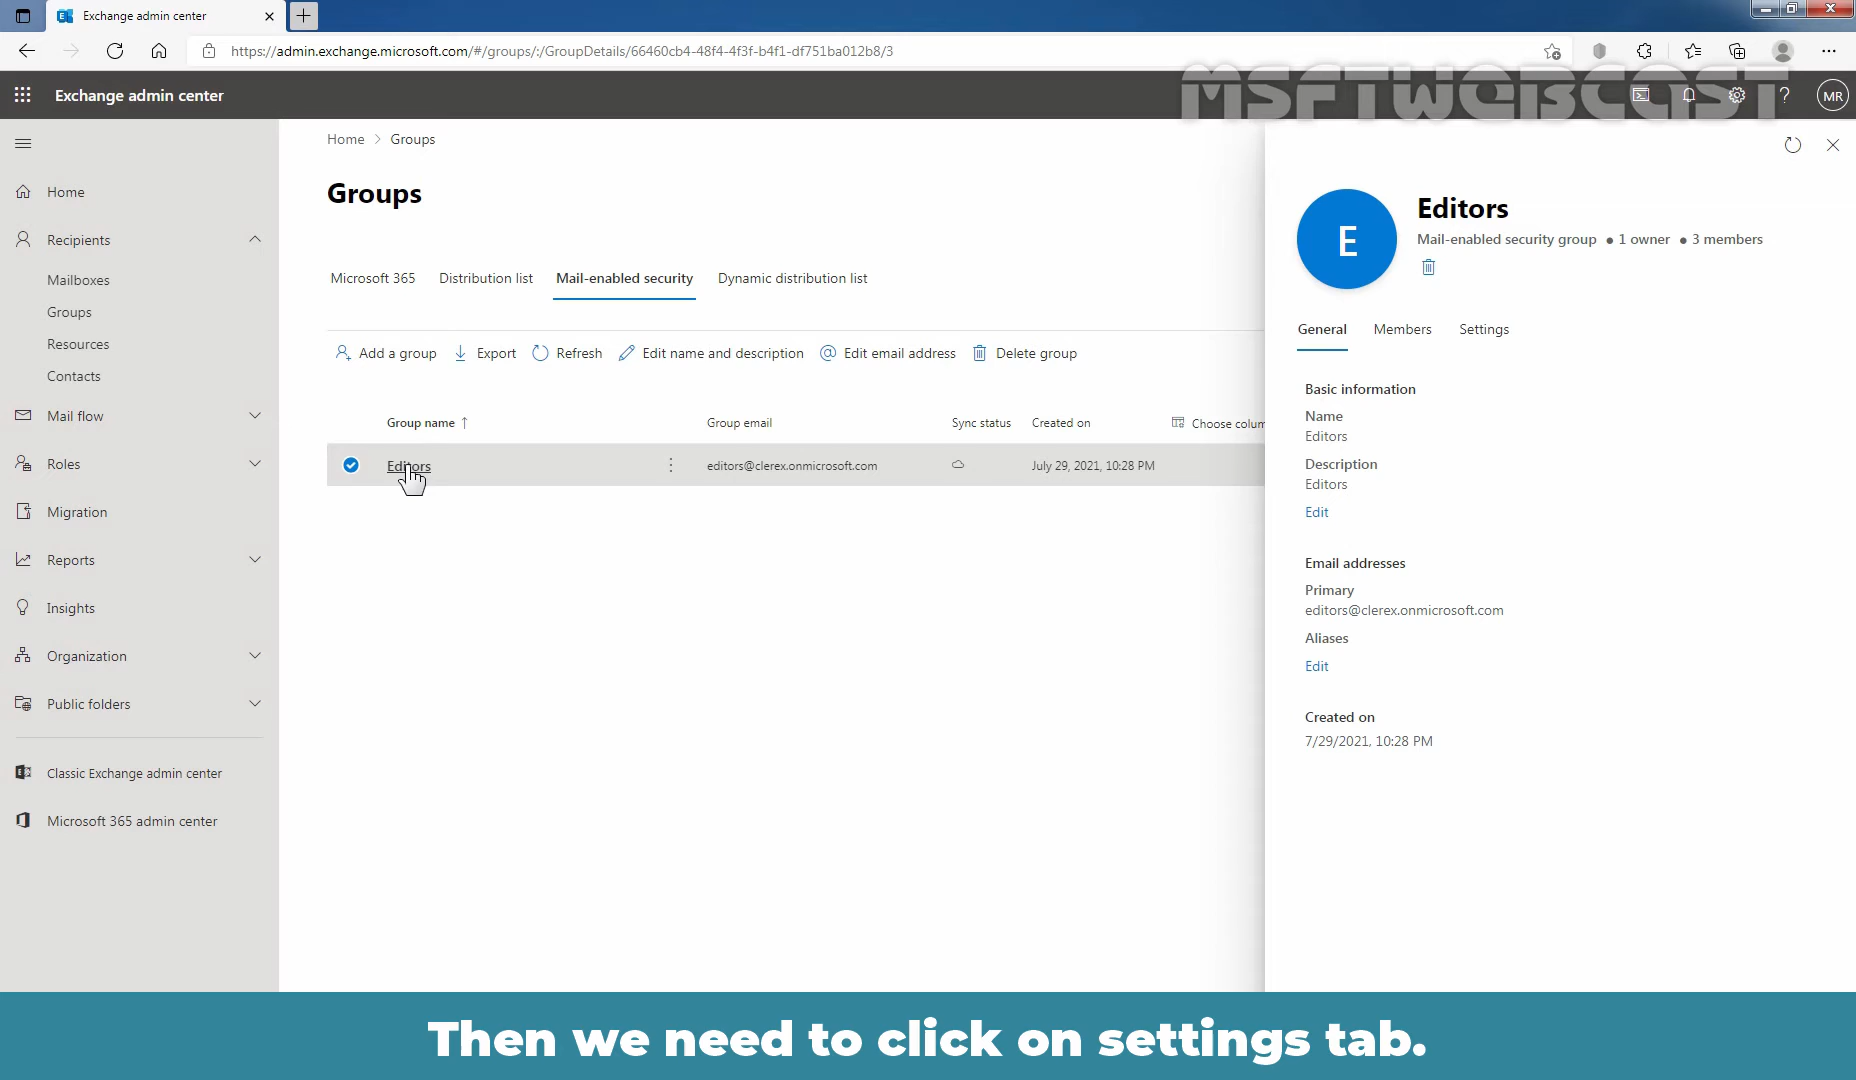 Exchange admin center
https://admin.exchange.microsoft.com/#/groups/:/GroupDetails/66460cb4-48f4-4f3f-b4f1-df751ba012b8/3
MSFTWEBCAST
Exchange admin center
MR
Home
Recipients
Mailboxes
Groups
Resources
Contacts
Mail flow
Roles
Migration
Reports
Insights
Organization
Public folders
Classic Exchange admin center
Microsoft 365 admin center
Home > Groups
Groups
Microsoft 365 Distribution list Mail-enabled security Dynamic distribution list
Add a group Export Refresh Edit name and description Edit email address Delete group
Group name ↑ Group email Sync status Created on Choose colum
Editors editors@clerex.onmicrosoft.com July 29, 2021, 10:28 PM
E
Editors
Mail-enabled security group ● 1 owner ● 3 members
General Members Settings
Basic information
Name
Editors
Description
Editors
Edit
Email addresses
Primary
editors@clerex.onmicrosoft.com
Aliases
Edit
Created on
7/29/2021, 10:28 PM
Then we need to click on settings tab.